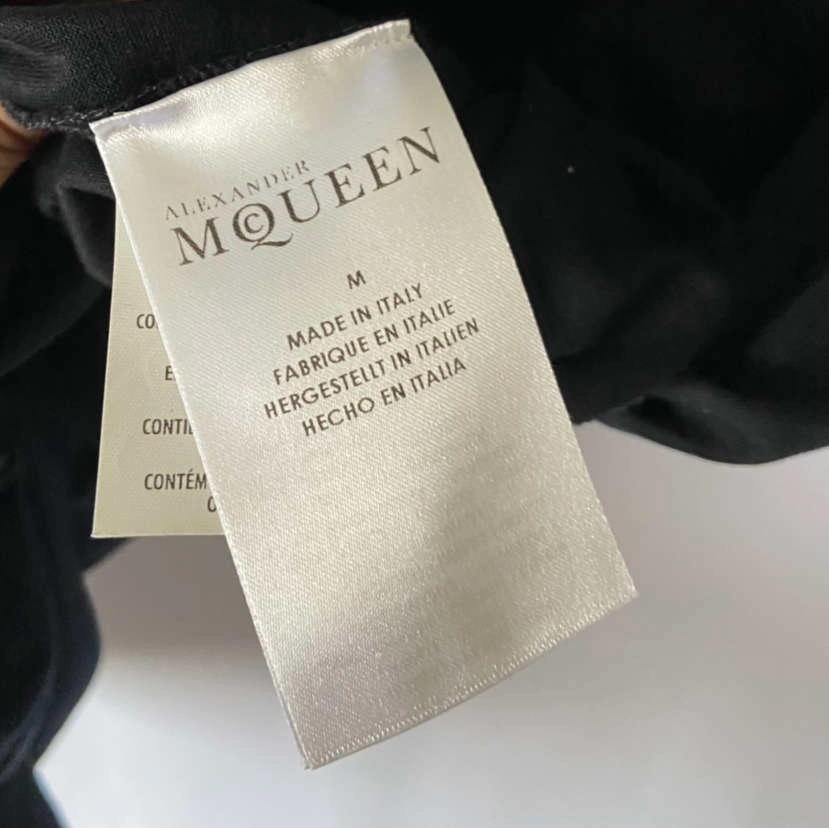 ALEXANDER
McQUEEN
M
MADE IN ITALY
FABRIQUE EN ITALIE
HERGESTELLT IN ITALIEN
HECHO EN ITALIA